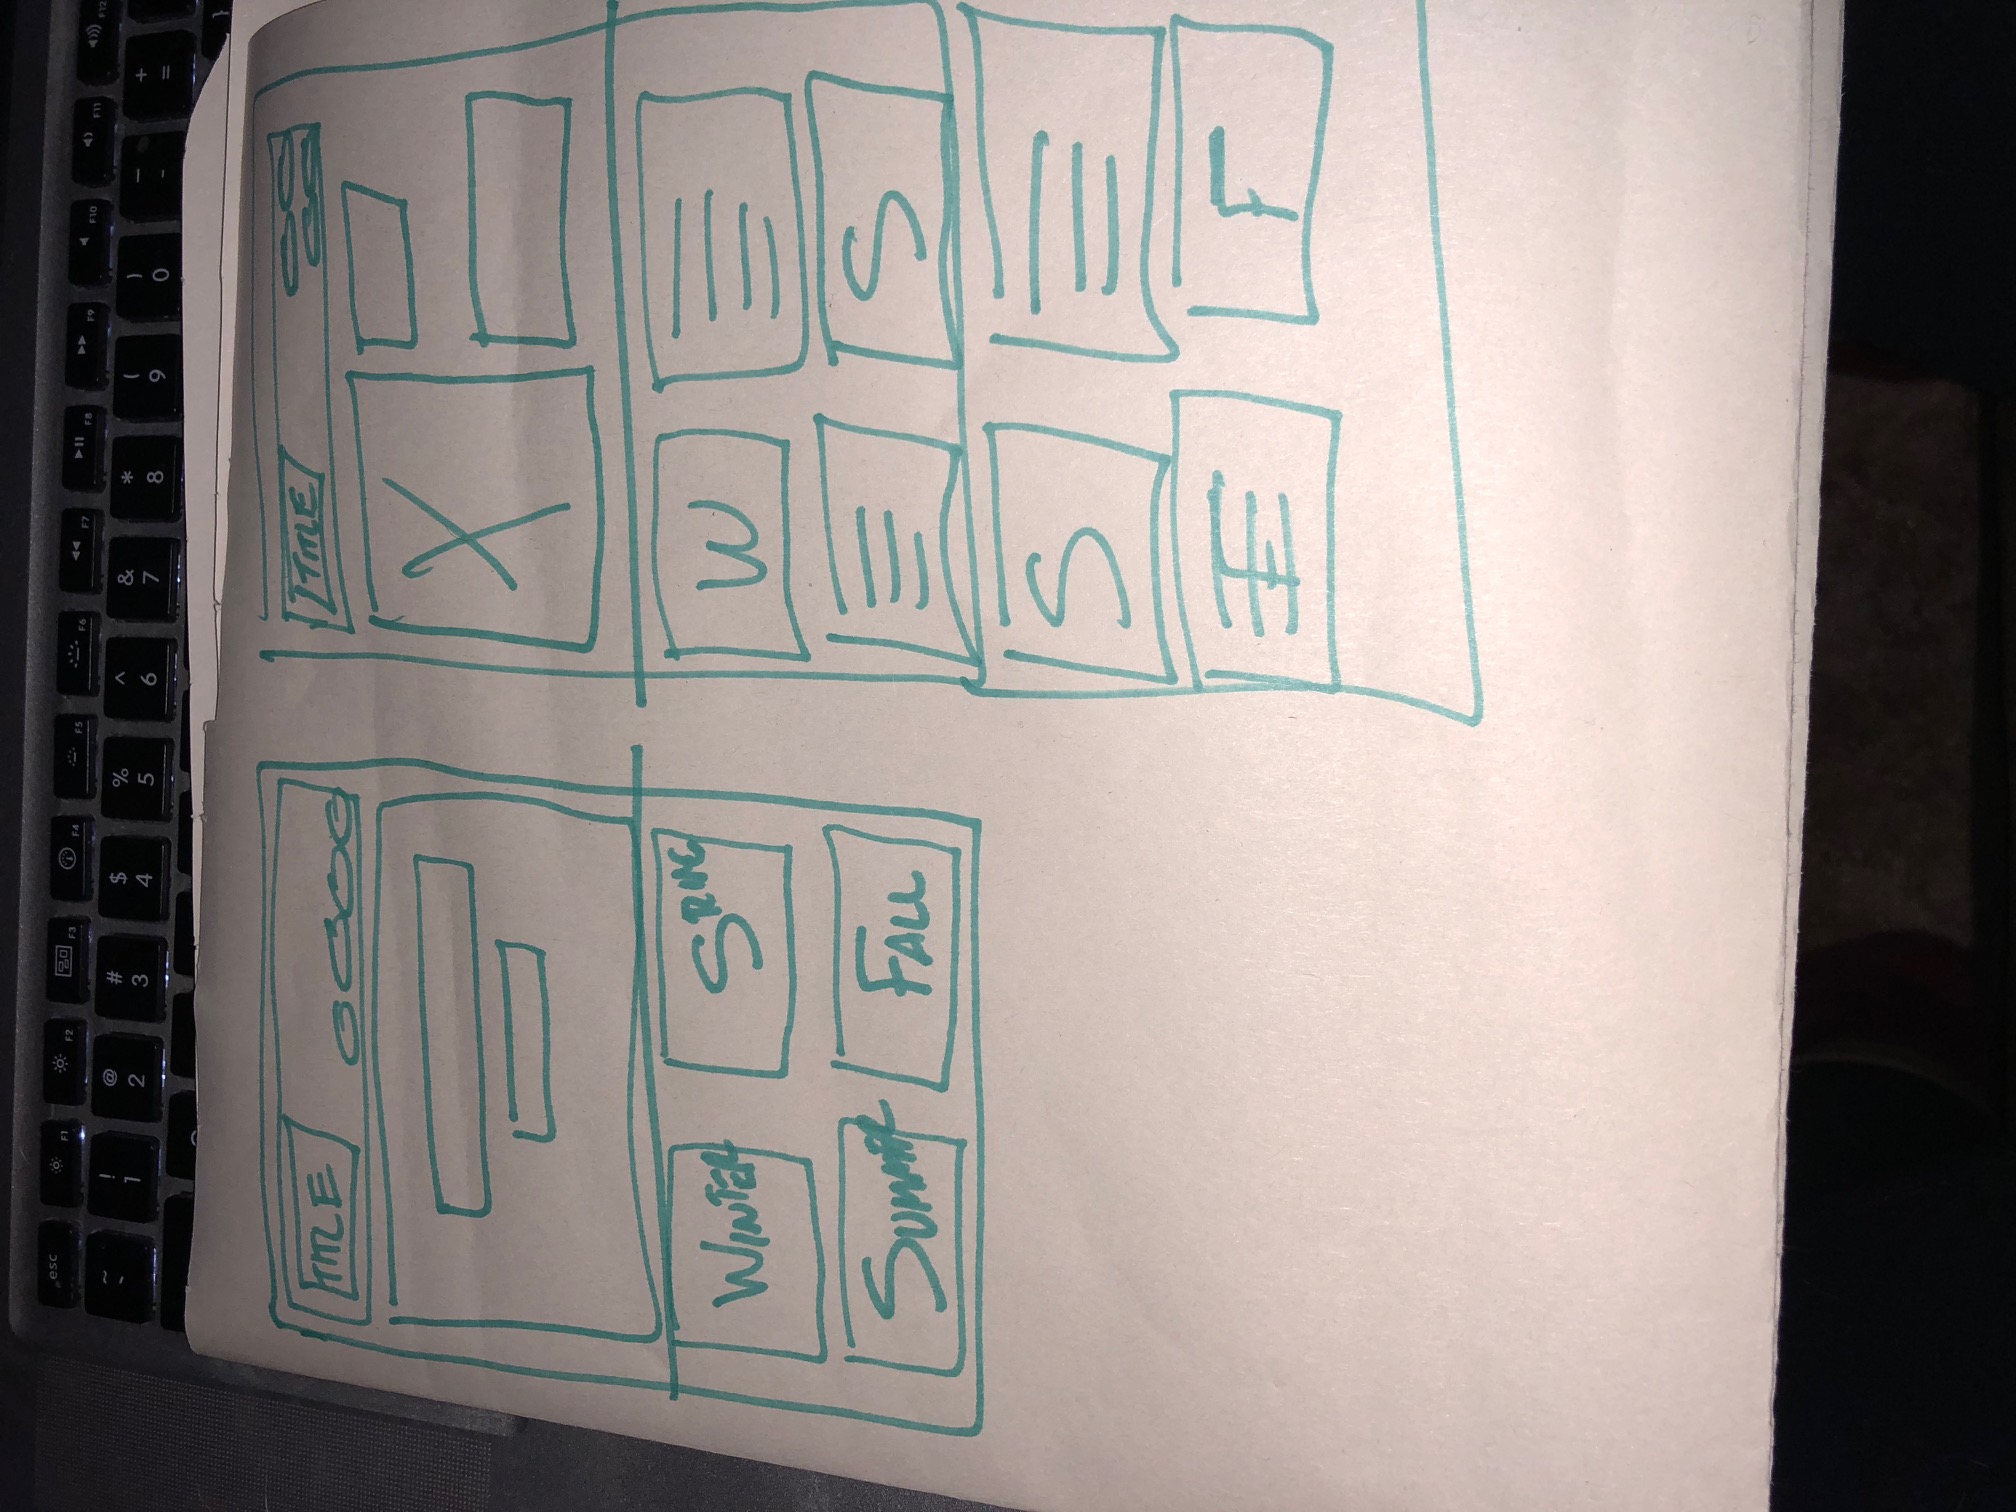 esc F1 F2 F3 F4 F5 F6 F7 F8 F9 F10 F11 F12
~ ! @ # $ % ^ & * ( ) _ +
` 1 2 3 4 5 6 7 8 9 0 - =
}
TITLE
WINTER
SRING
SUMMER
FALL
TITLE
X
W
S
S
F
F